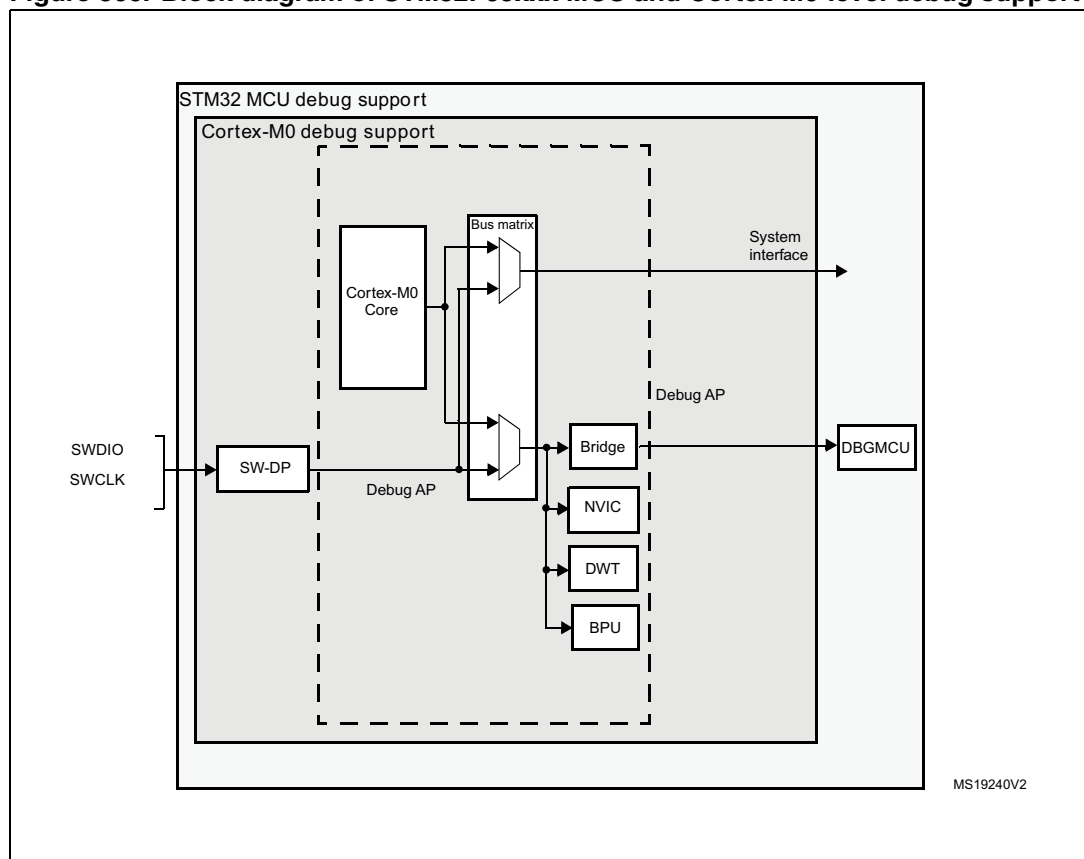 STM32 MCU debug support
Cortex-M0 debug support
Bus matrix
System
interface
Cortex-M0
Core
Debug AP
SWDIO
SWCLK
SW-DP
Debug AP
Bridge
DBGMCU
NVIC
DWT
BPU
MS19240V2